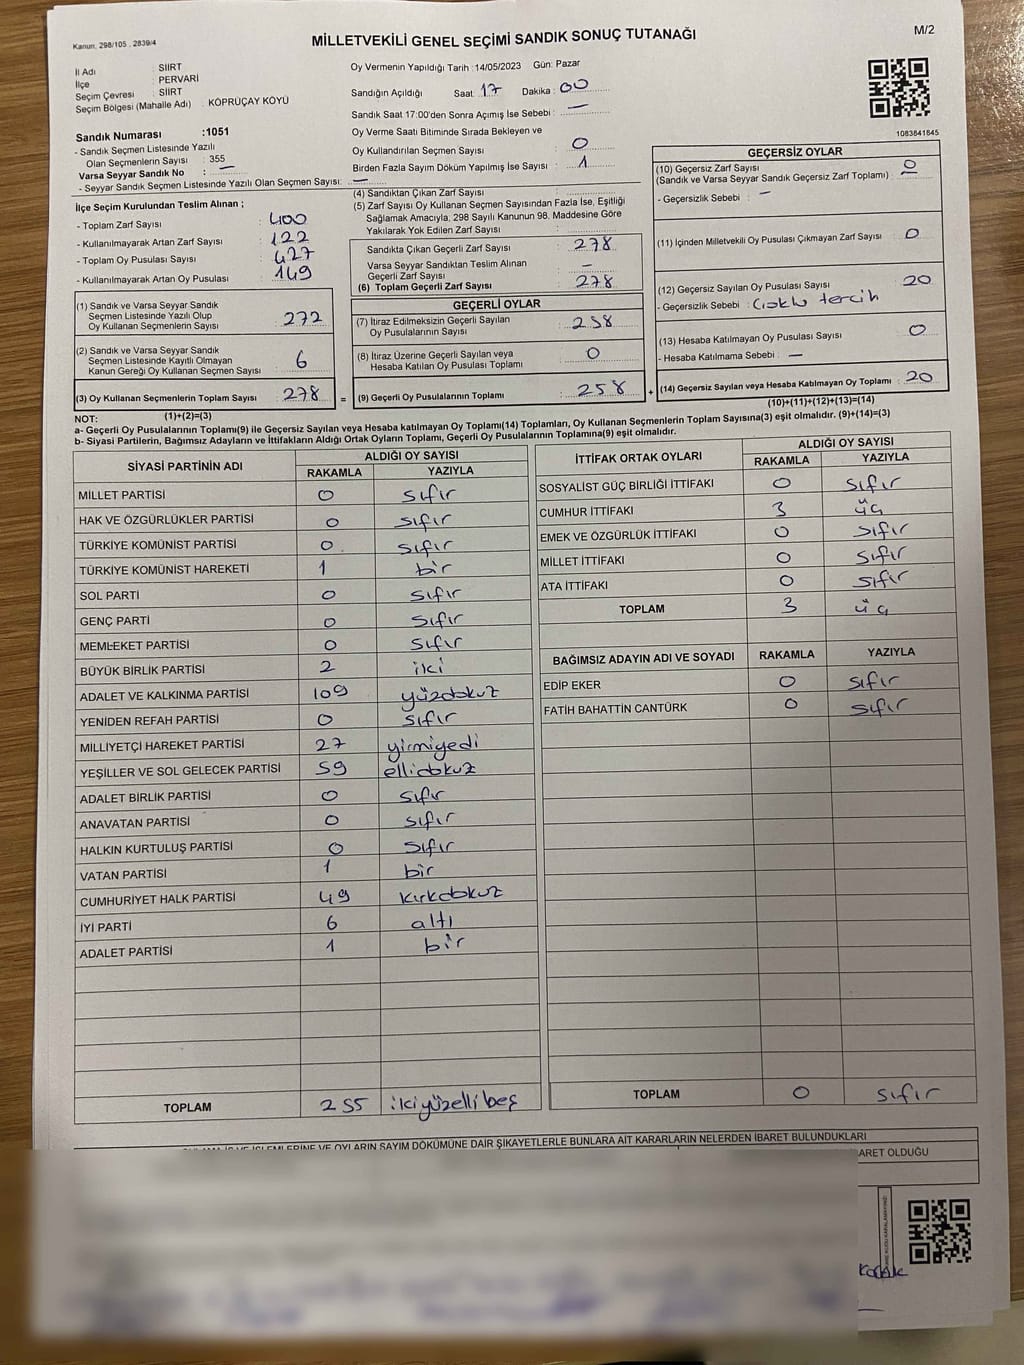 Kanun, 298/105 . 2839/4
MİLLETVEKİLİ GENEL SEÇİMİ SANDIK SONUÇ TUTANAĞI
M/2
İl Adı : SİİRT
İlçe : PERVARİ
Seçim Çevresi : SİİRT
Seçim Bölgesi (Mahalle Adı) : KÖPRÜÇAY KÖYÜ
Sandık Numarası :1051
- Sandık Seçmen Listesinde Yazılı
Olan Seçmenlerin Sayısı : 355
Varsa Seyyar Sandık No : —
- Seyyar Sandık Seçmen Listesinde Yazılı Olan Seçmen Sayısı: —
Oy Vermenin Yapıldığı Tarih :14/05/2023 Gün: Pazar
Sandığın Açıldığı Saat: 17 Dakika : 00
Sandık Saat 17:00'den Sonra Açımış İse Sebebi : —
Oy Verme Saati Bitiminde Sırada Bekleyen ve
Oy Kullandırılan Seçmen Sayısı : 0
Birden Fazla Sayım Döküm Yapılmış İse Sayısı : 1
1083841845
İlçe Seçim Kurulundan Teslim Alınan ;
- Toplam Zarf Sayısı : 400
- Kullanılmayarak Artan Zarf Sayısı : 122
- Toplam Oy Pusulası Sayısı : 427
- Kullanılmayarak Artan Oy Pusulası : 149
(4) Sandıktan Çıkan Zarf Sayısı :
(5) Zarf Sayısı Oy Kullanan Seçmen Sayısından Fazla İse, Eşitliği
Sağlamak Amacıyla, 298 Sayılı Kanunun 98. Maddesine Göre
Yakılarak Yok Edilen Zarf Sayısı :
Sandıkta Çıkan Geçerli Zarf Sayısı : 278
Varsa Seyyar Sandıktan Teslim Alınan
Geçerli Zarf Sayısı : —
(6) Toplam Geçerli Zarf Sayısı : 278
GEÇERSİZ OYLAR
(10) Geçersiz Zarf Sayısı
(Sandık ve Varsa Seyyar Sandık Geçersiz Zarf Toplamı) : 0
- Geçersizlik Sebebi : —
(11) İçinden Milletvekili Oy Pusulası Çıkmayan Zarf Sayısı : 0
(12) Geçersiz Sayılan Oy Pusulası Sayısı : 20
- Geçersizlik Sebebi : Çoklu tercih
(13) Hesaba Katılmayan Oy Pusulası Sayısı : 0
- Hesaba Katılmama Sebebi : —
(14) Geçersiz Sayılan veya Hesaba Katılmayan Oy Toplamı : 20
(10)+(11)+(12)+(13)=(14)
(1) Sandık ve Varsa Seyyar Sandık
Seçmen Listesinde Yazılı Olup
Oy Kullanan Seçmenlerin Sayısı : 272
(2) Sandık ve Varsa Seyyar Sandık
Seçmen Listesinde Kayıtlı Olmayan
Kanun Gereği Oy Kullanan Seçmen Sayısı : 6
(3) Oy Kullanan Seçmenlerin Toplam Sayısı : 278 =
(1)+(2)=(3)
GEÇERLİ OYLAR
(7) İtiraz Edilmeksizin Geçerli Sayılan
Oy Pusulalarının Sayısı : 258
(8) İtiraz Üzerine Geçerli Sayılan veya
Hesaba Katılan Oy Pusulası Toplamı : 0
(9) Geçerli Oy Pusulalarının Toplamı : 258 +
NOT:
a- Geçerli Oy Pusulalarının Toplamı(9) ile Geçersiz Sayılan veya Hesaba katılmayan Oy Toplamı(14) Toplamları, Oy Kullanan Seçmenlerin Toplam Sayısına(3) eşit olmalıdır. (9)+(14)=(3)
b- Siyasi Partilerin, Bağımsız Adayların ve İttifakların Aldığı Ortak Oyların Toplamı, Geçerli Oy Pusulalarının Toplamına(9) eşit olmalıdır.
SİYASİ PARTİNİN ADI ALDIĞI OY SAYISI
RAKAMLA YAZIYLA
MİLLET PARTİSİ 0 sıfır
HAK VE ÖZGÜRLÜKLER PARTİSİ 0 sıfır
TÜRKİYE KOMÜNİST PARTİSİ 0 sıfır
TÜRKİYE KOMÜNİST HAREKETİ 1 bir
SOL PARTİ 0 sıfır
GENÇ PARTİ 0 sıfır
MEMLEKET PARTİSİ 0 sıfır
BÜYÜK BİRLİK PARTİSİ 2 iki
ADALET VE KALKINMA PARTİSİ 109 yüzdokuz
YENİDEN REFAH PARTİSİ 0 sıfır
MİLLİYETÇİ HAREKET PARTİSİ 27 yirmiyedi
YEŞİLLER VE SOL GELECEK PARTİSİ 59 ellidokuz
ADALET BİRLİK PARTİSİ 0 sıfır
ANAVATAN PARTİSİ 0 sıfır
HALKIN KURTULUŞ PARTİSİ 0 sıfır
VATAN PARTİSİ 1 bir
CUMHURİYET HALK PARTİSİ 49 kırkdokuz
İYİ PARTİ 6 altı
ADALET PARTİSİ 1 bir
TOPLAM 255 ikiyüzellibeş
İTTİFAK ORTAK OYLARI ALDIĞI OY SAYISI
RAKAMLA YAZIYLA
SOSYALİST GÜÇ BİRLİĞİ İTTİFAKI 0 sıfır
CUMHUR İTTİFAKI 3 üç
EMEK VE ÖZGÜRLÜK İTTİFAKI 0 sıfır
MİLLET İTTİFAKI 0 sıfır
ATA İTTİFAKI 0 sıfır
TOPLAM 3 üç
BAĞIMSIZ ADAYIN ADI VE SOYADI RAKAMLA YAZIYLA
EDİP EKER 0 sıfır
FATİH BAHATTİN CANTÜRK 0 sıfır
TOPLAM 0 sıfır
OYLARIN SAYIM DÖKÜMÜNE DAİR ŞİKAYETLERLE BUNLARA AİT KARARLARIN NELERDEN İBARET BULUNDUKLARI
İBARET OLDUĞU